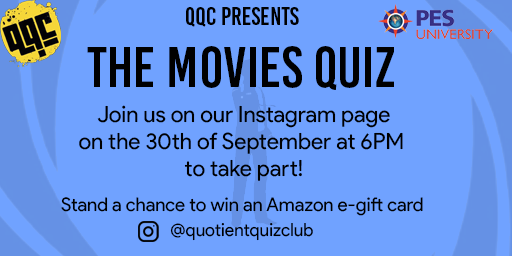 QQC PRESENTS
QQC
PES
UNIVERSITY
THE MOVIES QUIZ
Join us on our Instagram page
on the 30th of September at 6PM
to take part!
Stand a chance to win an Amazon e-gift card
@quotientquizclub